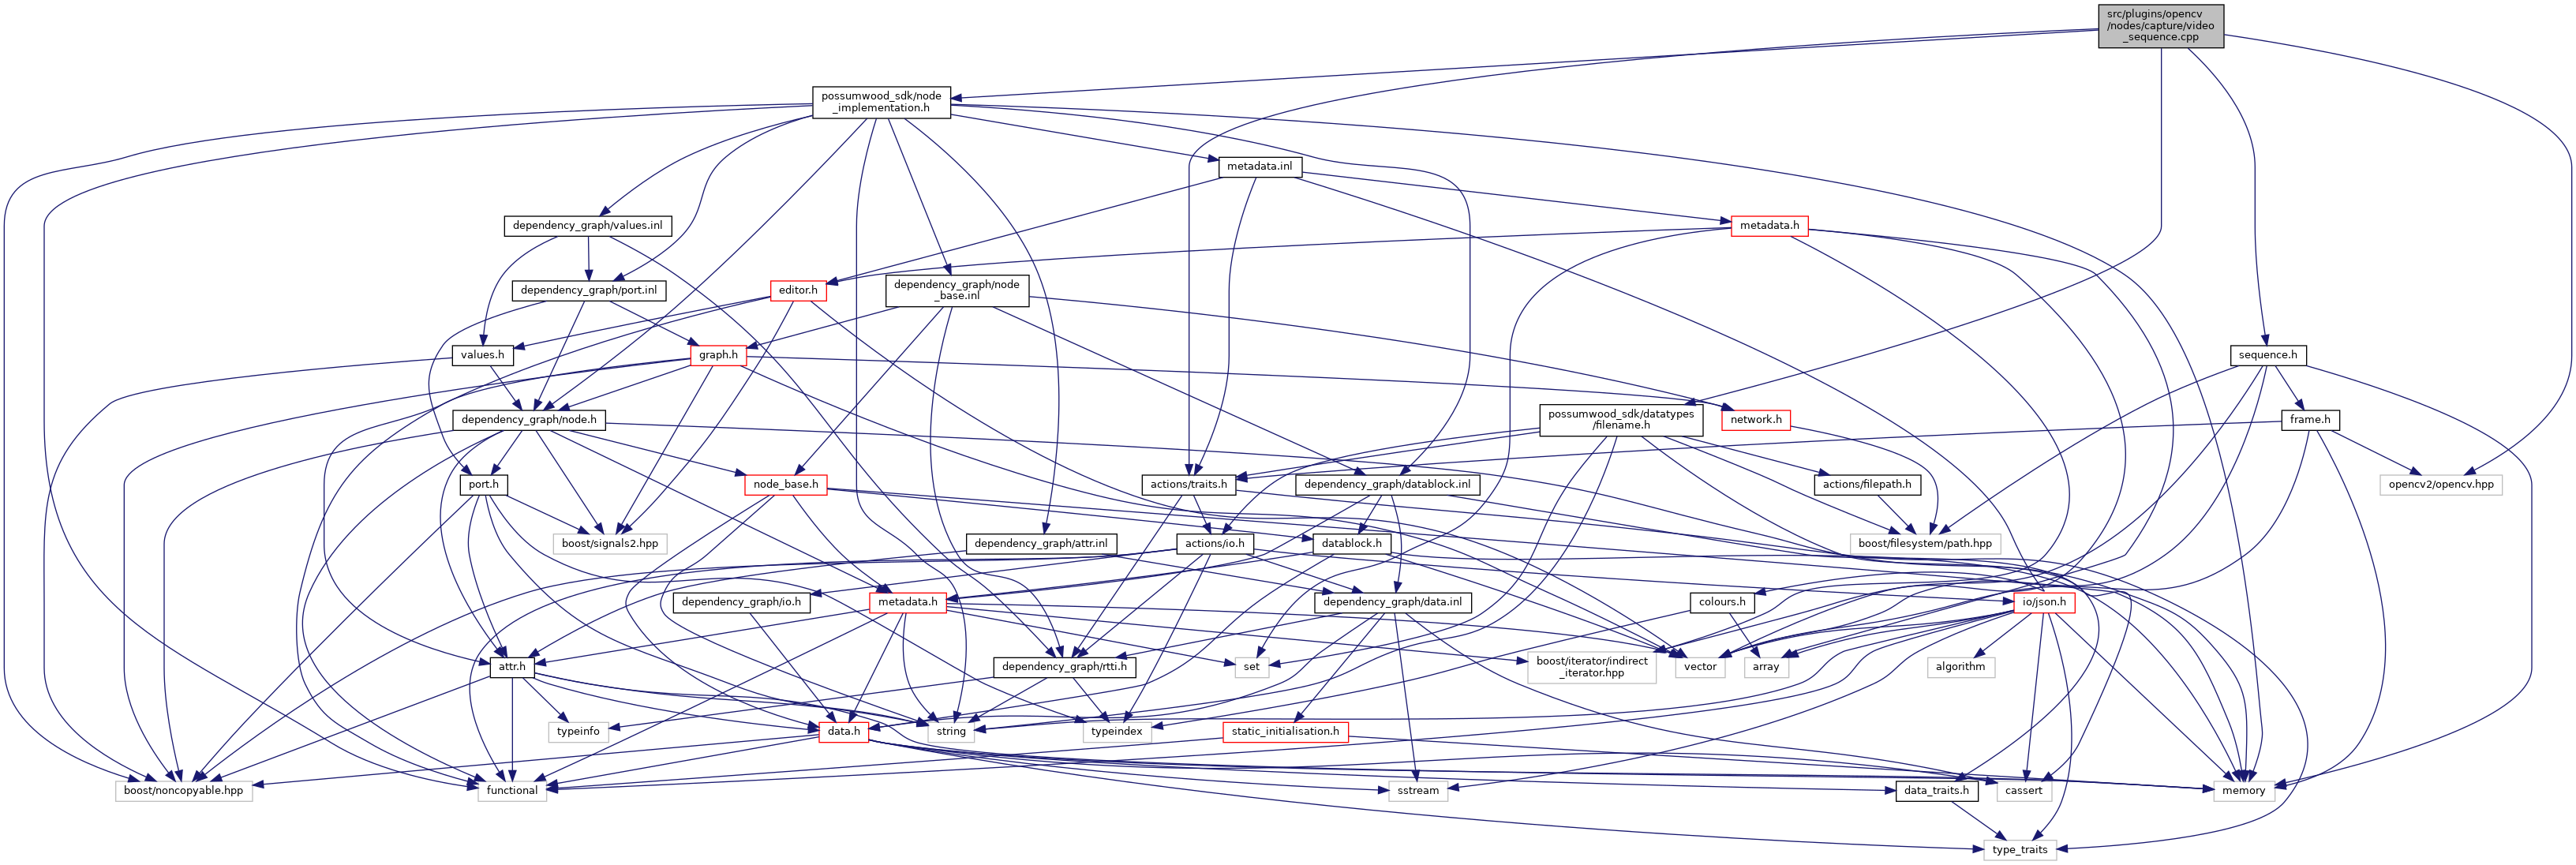 src/plugins/opencv
/nodes/capture/video
_sequence.cpp
possumwood_sdk/node
_implementation.h
metadata.inl
dependency_graph/values.inl
metadata.h
dependency_graph/port.inl
editor.h
dependency_graph/node
_base.inl
values.h
graph.h
sequence.h
dependency_graph/node.h
possumwood_sdk/datatypes
/filename.h
network.h
frame.h
port.h
node_base.h
actions/traits.h
dependency_graph/datablock.inl
actions/filepath.h
opencv2/opencv.hpp
boost/signals2.hpp
dependency_graph/attr.inl
actions/io.h
datablock.h
boost/filesystem/path.hpp
dependency_graph/io.h
metadata.h
dependency_graph/data.inl
colours.h
io/json.h
attr.h
dependency_graph/rtti.h
set
boost/iterator/indirect
_iterator.hpp
vector
array
algorithm
typeinfo
data.h
string
typeindex
static_initialisation.h
boost/noncopyable.hpp
functional
sstream
data_traits.h
cassert
memory
type_traits